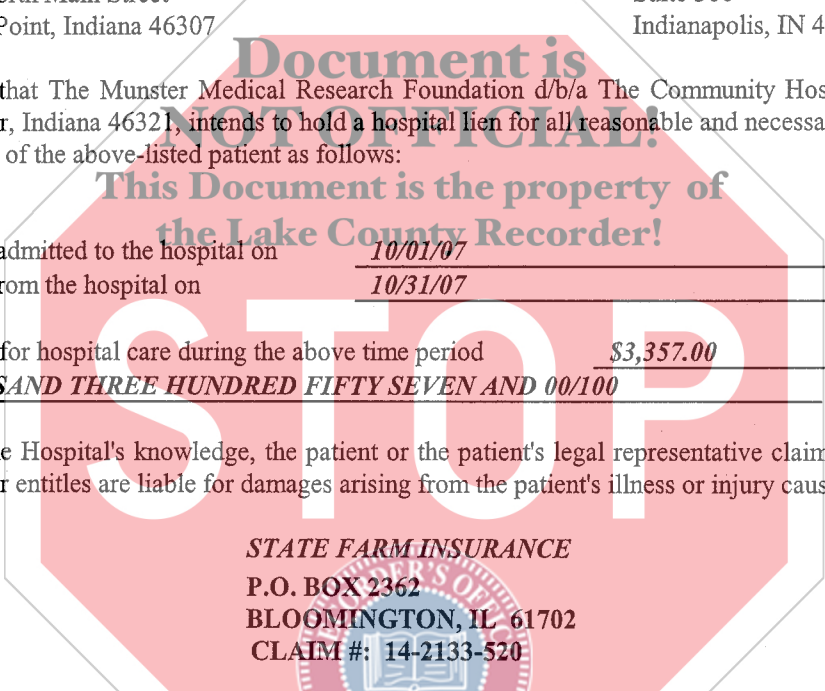 Point, Indiana 46307
Indianapolis, IN 4
Document is
that The Munster Medical Research Foundation d/b/a The Community Hos
r, Indiana 46321, intends to hold a hospital lien for all reasonable and necessa
NOT OFFICIAL!
of the above-listed patient as follows:
This Document is the property of
the Lake County Recorder!
admitted to the hospital on 10/01/07
rom the hospital on 10/31/07
for hospital care during the above time period $3,357.00
SAND THREE HUNDRED FIFTY SEVEN AND 00/100
STOP
e Hospital's knowledge, the patient or the patient's legal representative claim
r entitles are liable for damages arising from the patient's illness or injury caus
STATE FARM INSURANCE
P.O. BOX 2362
BLOOMINGTON, IL 61702
CLAIM #: 14-2133-520
RECORDER'S OFFIC